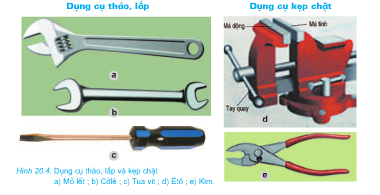 Dụng cụ tháo, lắp
Dụng cụ kẹp chặt
a
b
c
Má động
Má tĩnh
Tay quay
d
e
Hình 20.4. Dụng cụ tháo, lắp và kẹp chặt
a) Mỏ lết ; b) Cờlê ; c) Tua vít ; d) Êtô ; e) Kìm.